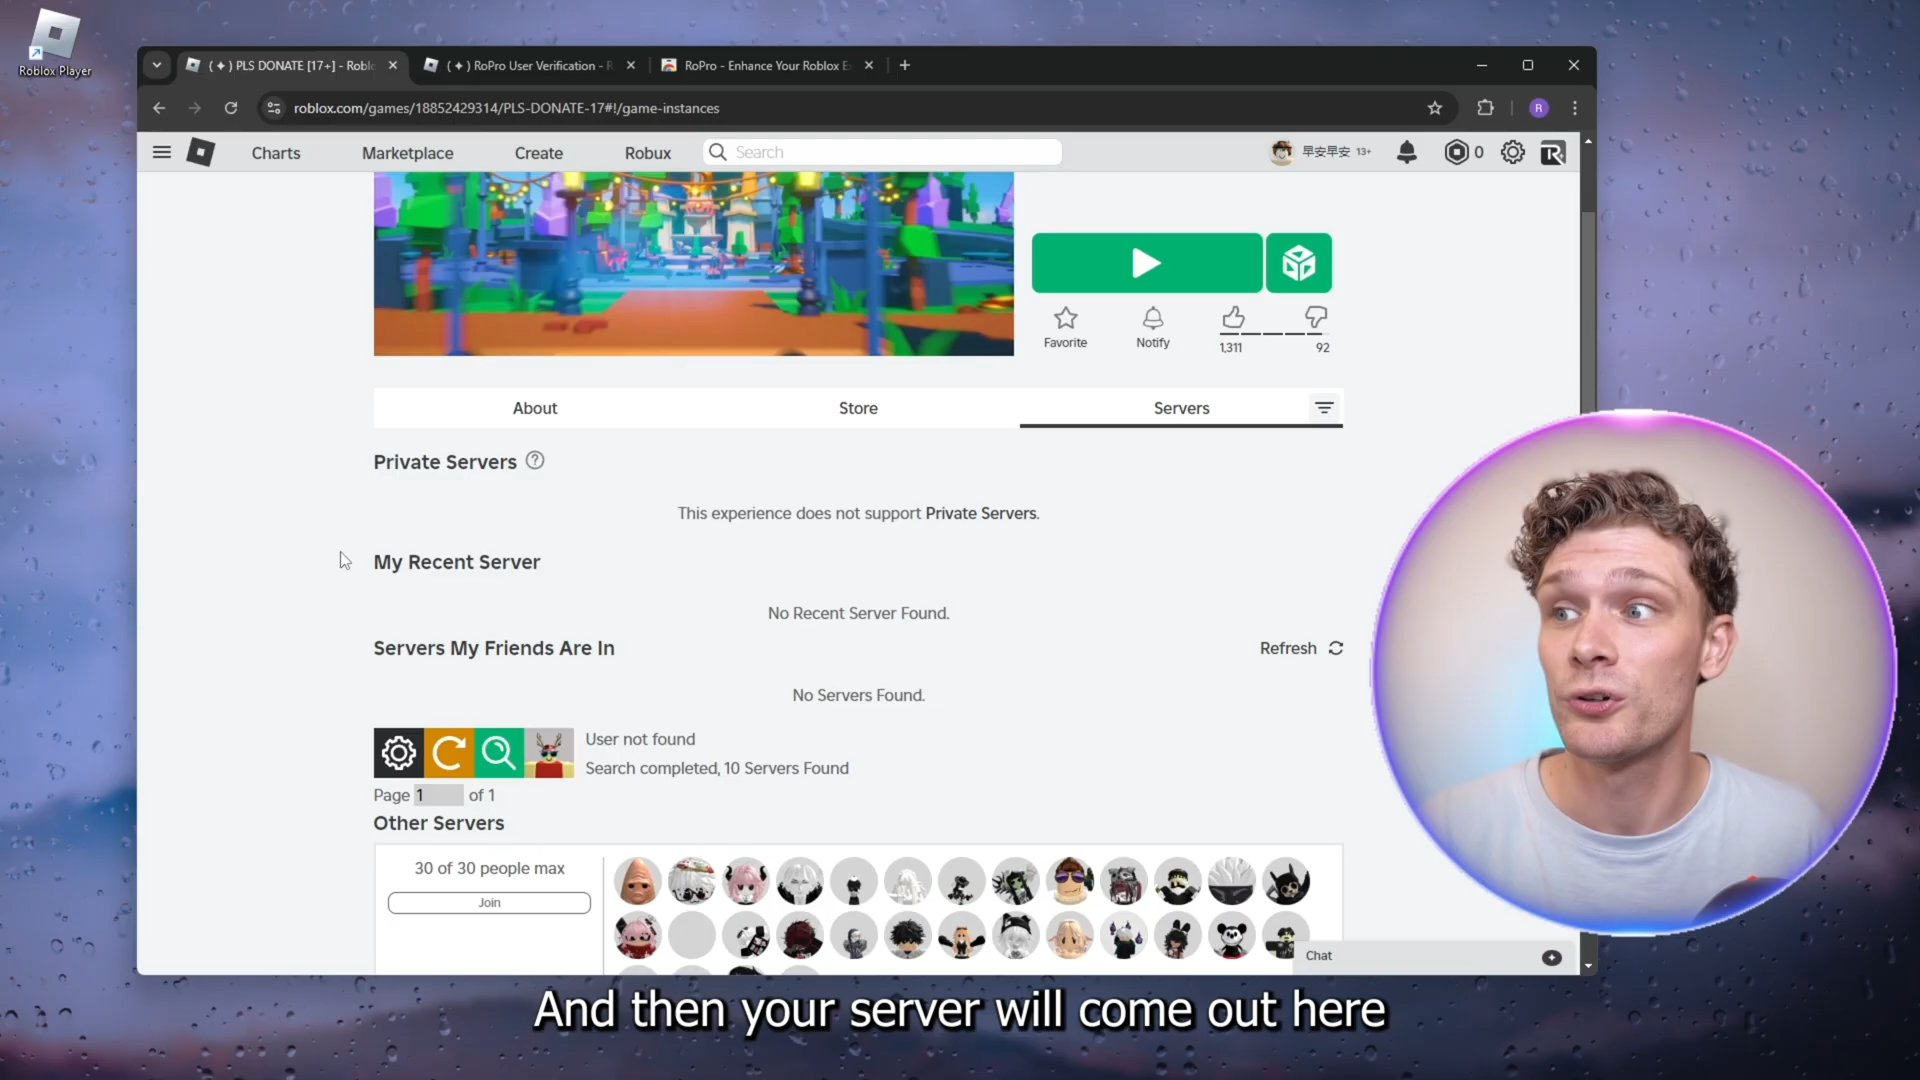 Roblox Player
( ✦ ) PLS DONATE [17+] - Roblo
( ✦ ) RoPro User Verification - R
RoPro - Enhance Your Roblox E
roblox.com/games/18852429314/PLS-DONATE-17#!/game-instances
R
Charts
Marketplace
Create
Robux
Search
早安早安 13+
0
Favorite
Notify
1,311
92
About
Store
Servers
Private Servers
This experience does not support Private Servers.
My Recent Server
No Recent Server Found.
Servers My Friends Are In
Refresh
No Servers Found.
User not found
Search completed, 10 Servers Found
Page 1 of 1
Other Servers
30 of 30 people max
Join
Chat
And then your server will come out here